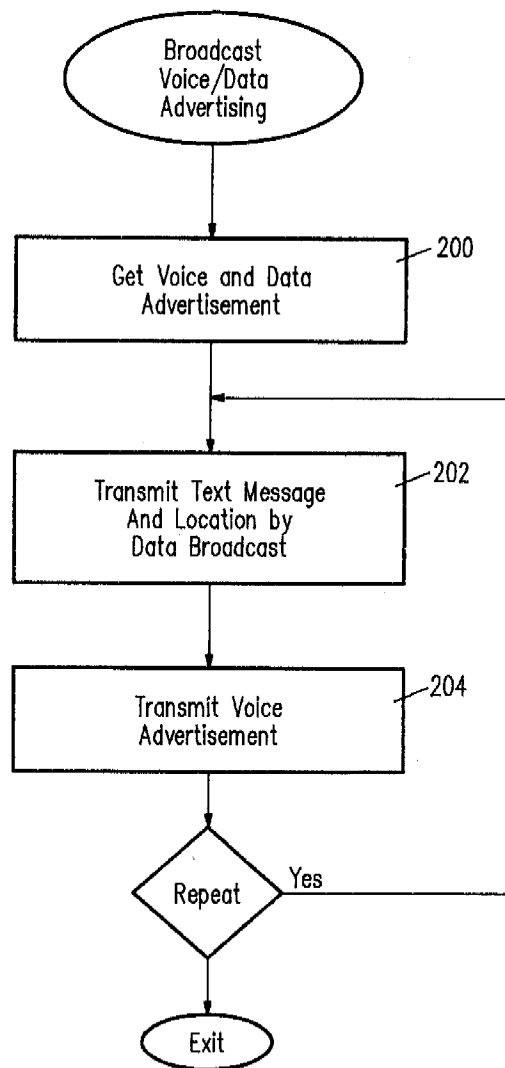 Broadcast
Voice/Data
Advertising
200
Get Voice and Data
Advertisement
202
Transmit Text Message
And Location by
Data Broadcast
204
Transmit Voice
Advertisement
Repeat
Yes
Exit